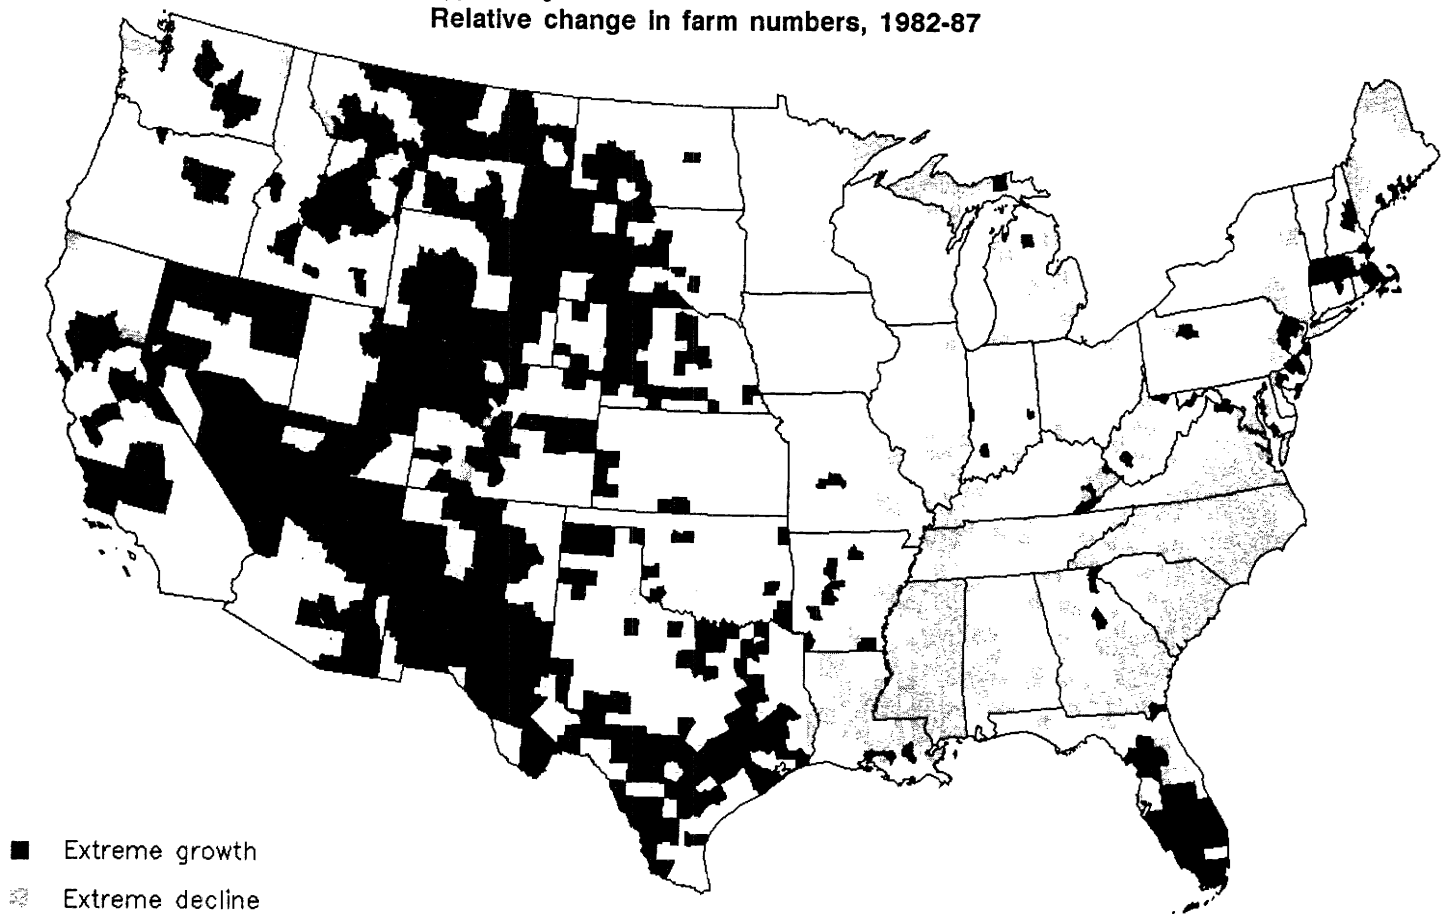 Relative change in farm numbers, 1982-87
Extreme growth
Extreme decline